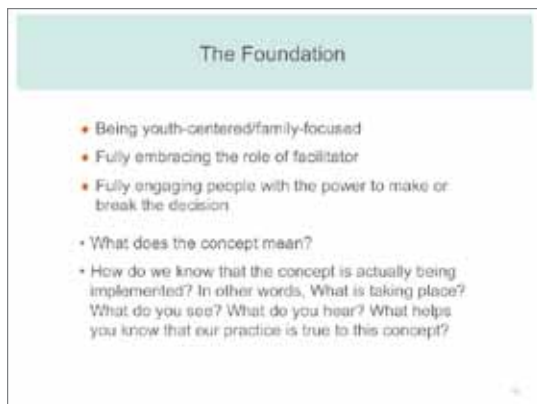 The Foundation
• Being youth-centered/family-focused
• Fully embracing the role of facilitator
• Fully engaging people with the power to make or
break the decision
• What does the concept mean?
• How do we know that the concept is actually being
implemented? In other words, What is taking place?
What do you see? What do you hear? What helps
you know that our practice is true to this concept?